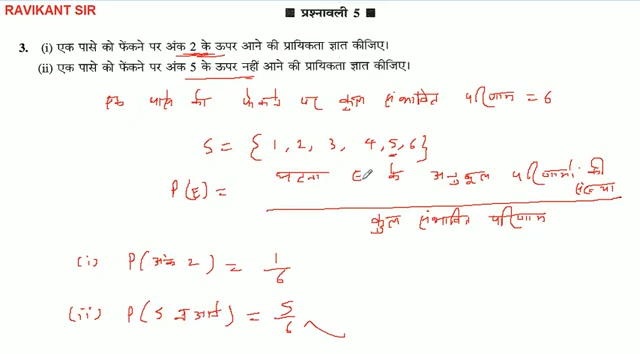 RAVIKANT SIR
■ प्रश्नावली 5 ■
3. (i) एक पासे को फेंकने पर अंक 2 के ऊपर आने की प्रायिकता ज्ञात कीजिए।
(ii) एक पासे को फेंकने पर अंक 5 के ऊपर नहीं आने की प्रायिकता ज्ञात कीजिए।
एक पासे को फेंकने पर कुल संभावित परिणाम = 6
S = { 1, 2, 3, 4, 5, 6 }
P(E) = घटना E के अनुकूल परिणामों की संख्या
कुल संभावित परिणाम
(i) P(अंक 2) = 1/6
(ii) P(5 न आये) = 5/6